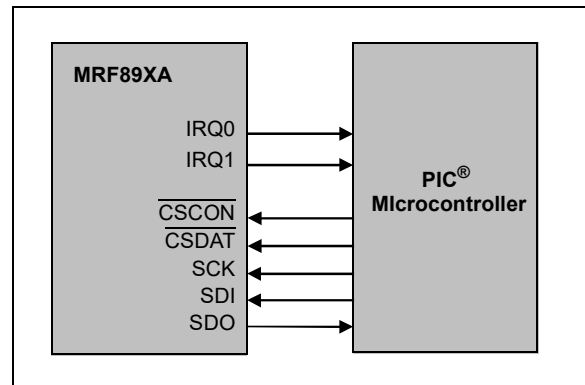 MRF89XA
IRQ0
IRQ1
CSCON
CSDAT
SCK
SDI
SDO
PIC®
MIcrocontroller